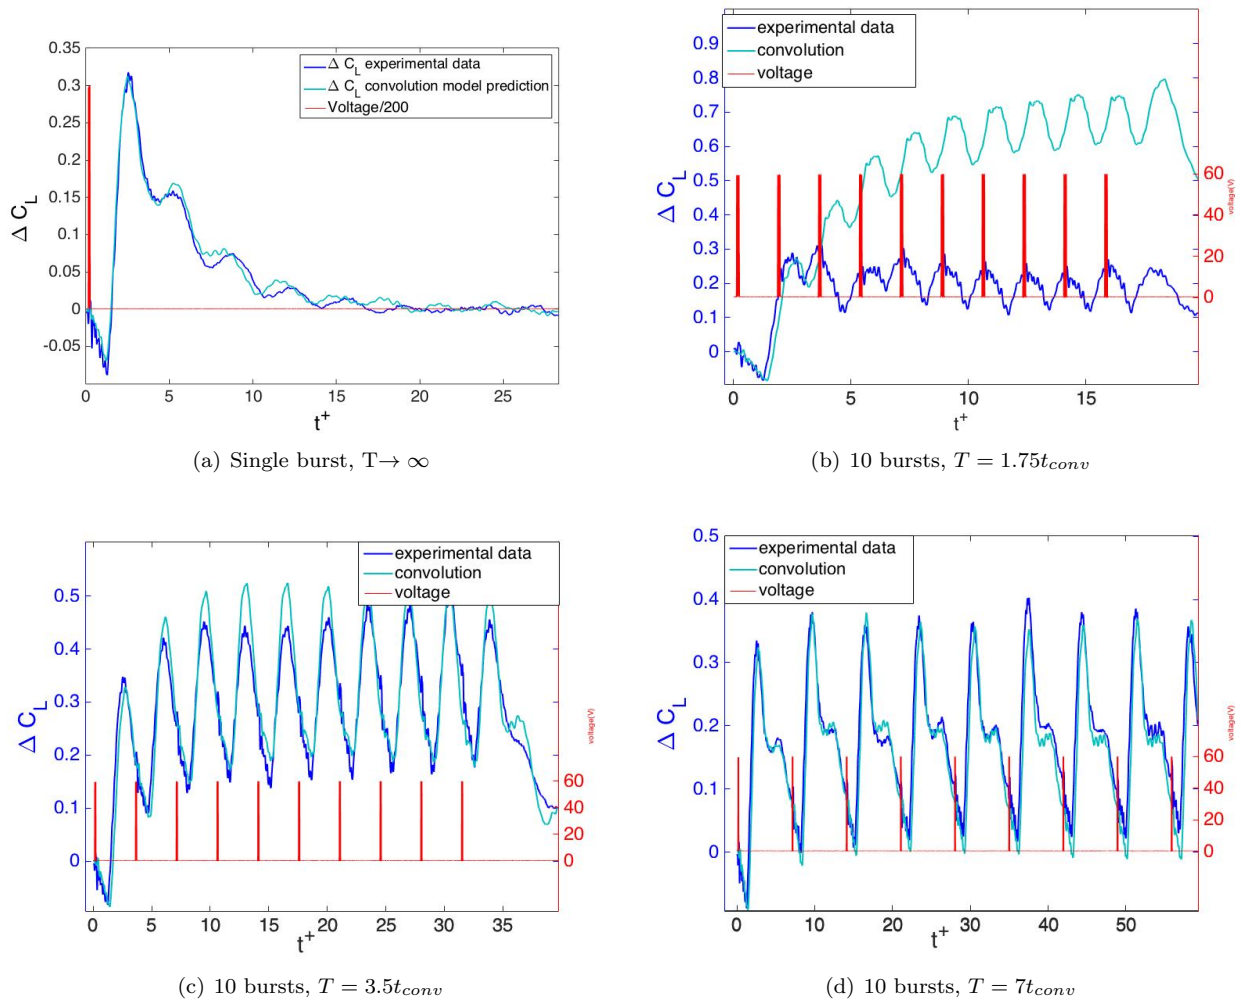 0.35
0.3
0.25
0.2
0.15
0.1
0.05
0
-0.05
Δ C_L
Δ C_L experimental data
Δ C_L convolution model prediction
Voltage/200
0 5 10 15 20 25
t^+
(a) Single burst, T→ ∞
0.9
0.8
0.7
0.6
0.5
0.4
0.3
0.2
0.1
0
Δ C_L
experimental data
convolution
voltage
60
40
20
0
voltage(V)
0 5 10 15
t^+
(b) 10 bursts, T = 1.75t_conv
0.5
0.4
0.3
0.2
0.1
0
Δ C_L
experimental data
convolution
voltage
60
40
20
0
voltage(V)
0 5 10 15 20 25 30 35
t^+
(c) 10 bursts, T = 3.5t_conv
0.5
0.4
0.3
0.2
0.1
0
Δ C_L
experimental data
convolution
voltage
60
40
20
0
voltage(V)
0 10 20 30 40 50
t^+
(d) 10 bursts, T = 7t_conv